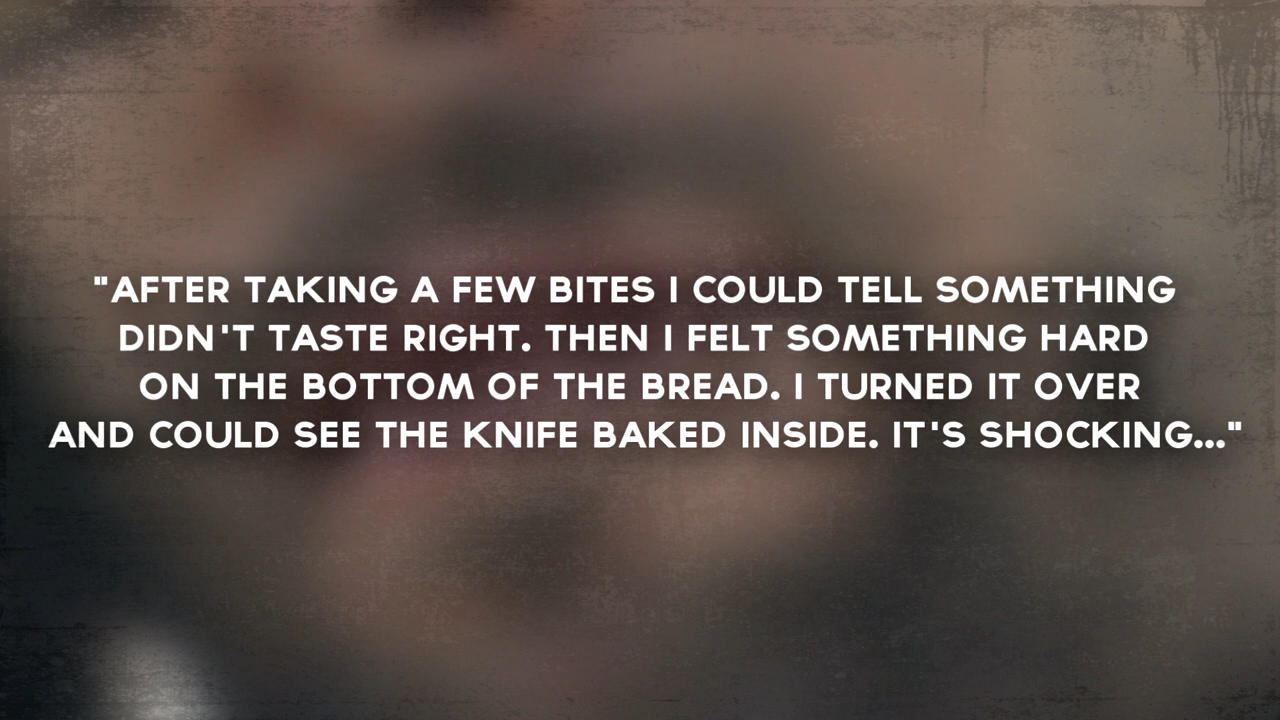 "AFTER TAKING A FEW BITES I COULD TELL SOMETHING
DIDN'T TASTE RIGHT. THEN I FELT SOMETHING HARD
ON THE BOTTOM OF THE BREAD. I TURNED IT OVER
AND COULD SEE THE KNIFE BAKED INSIDE. IT'S SHOCKING..."